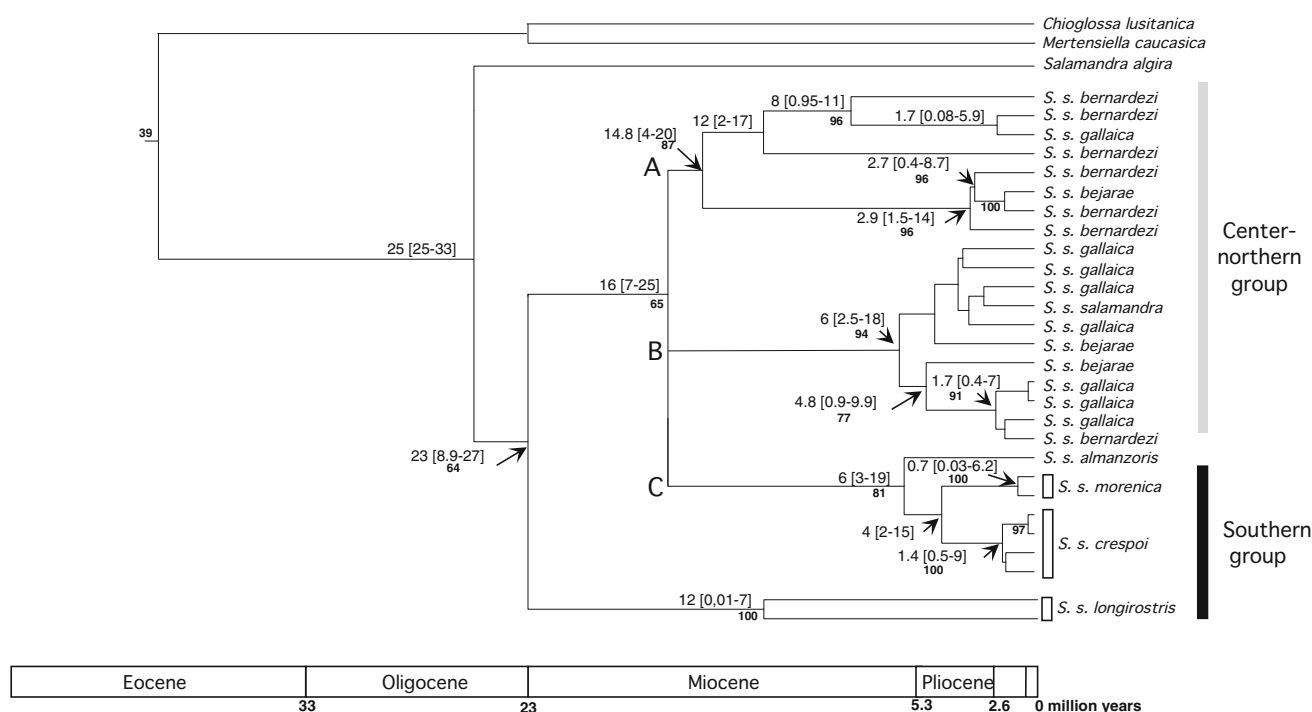 Chioglossa lusitanica
Mertensiella caucasica
Salamandra algira
39
8 [0.95-11]
96
S. s. bernardezi
1.7 [0.08-5.9]
S. s. bernardezi
12 [2-17]
S. s. gallaica
14.8 [4-20]
87
S. s. bernardezi
A
2.7 [0.4-8.7]
96
S. s. bernardezi
S. s. bejarae
100
S. s. bernardezi
2.9 [1.5-14]
96
S. s. bernardezi
25 [25-33]
S. s. gallaica
S. s. gallaica
16 [7-25]
65
S. s. gallaica
S. s. salamandra
6 [2.5-18]
94
S. s. gallaica
B
S. s. bejarae
S. s. bejarae
1.7 [0.4-7]
91
S. s. gallaica
4.8 [0.9-9.9]
77
S. s. gallaica
S. s. gallaica
S. s. bernardezi
Center-
northern
group
23 [8.9-27]
64
S. s. almanzoris
0.7 [0.03-6.2]
100
6 [3-19]
81
C
S. s. morenica
4 [2-15]
97
S. s. crespoi
1.4 [0.5-9]
100
12 [0,01-7]
100
S. s. longirostris
Southern
group
Eocene Oligocene Miocene Pliocene
33 23 5.3 2.6 0 million years